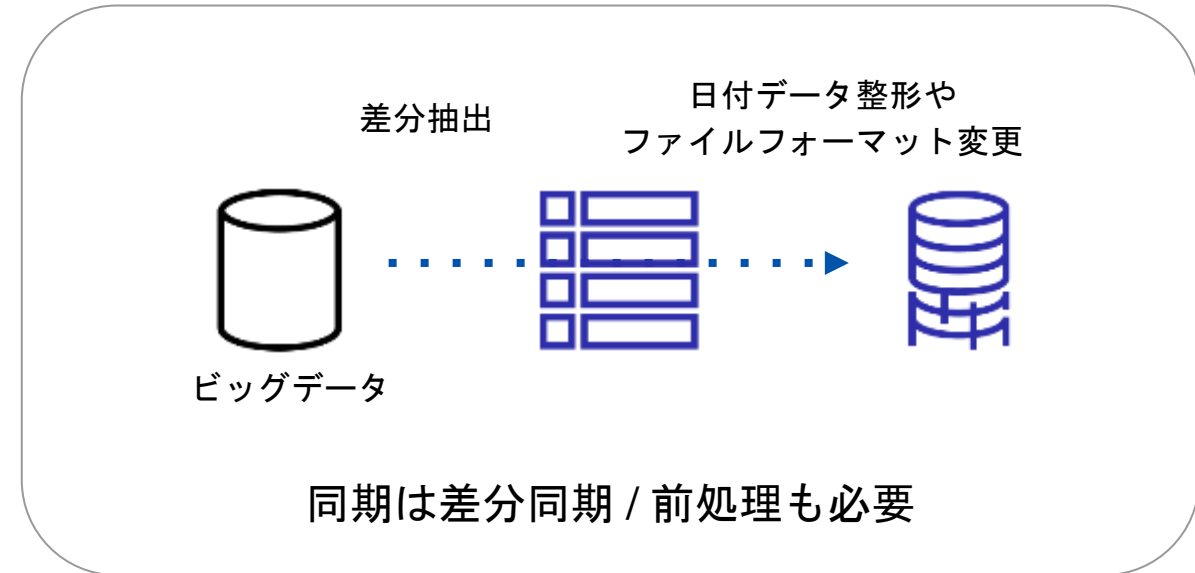 差分抽出
日付データ整形や
ファイルフォーマット変更
ビッグデータ
同期は差分同期 / 前処理も必要